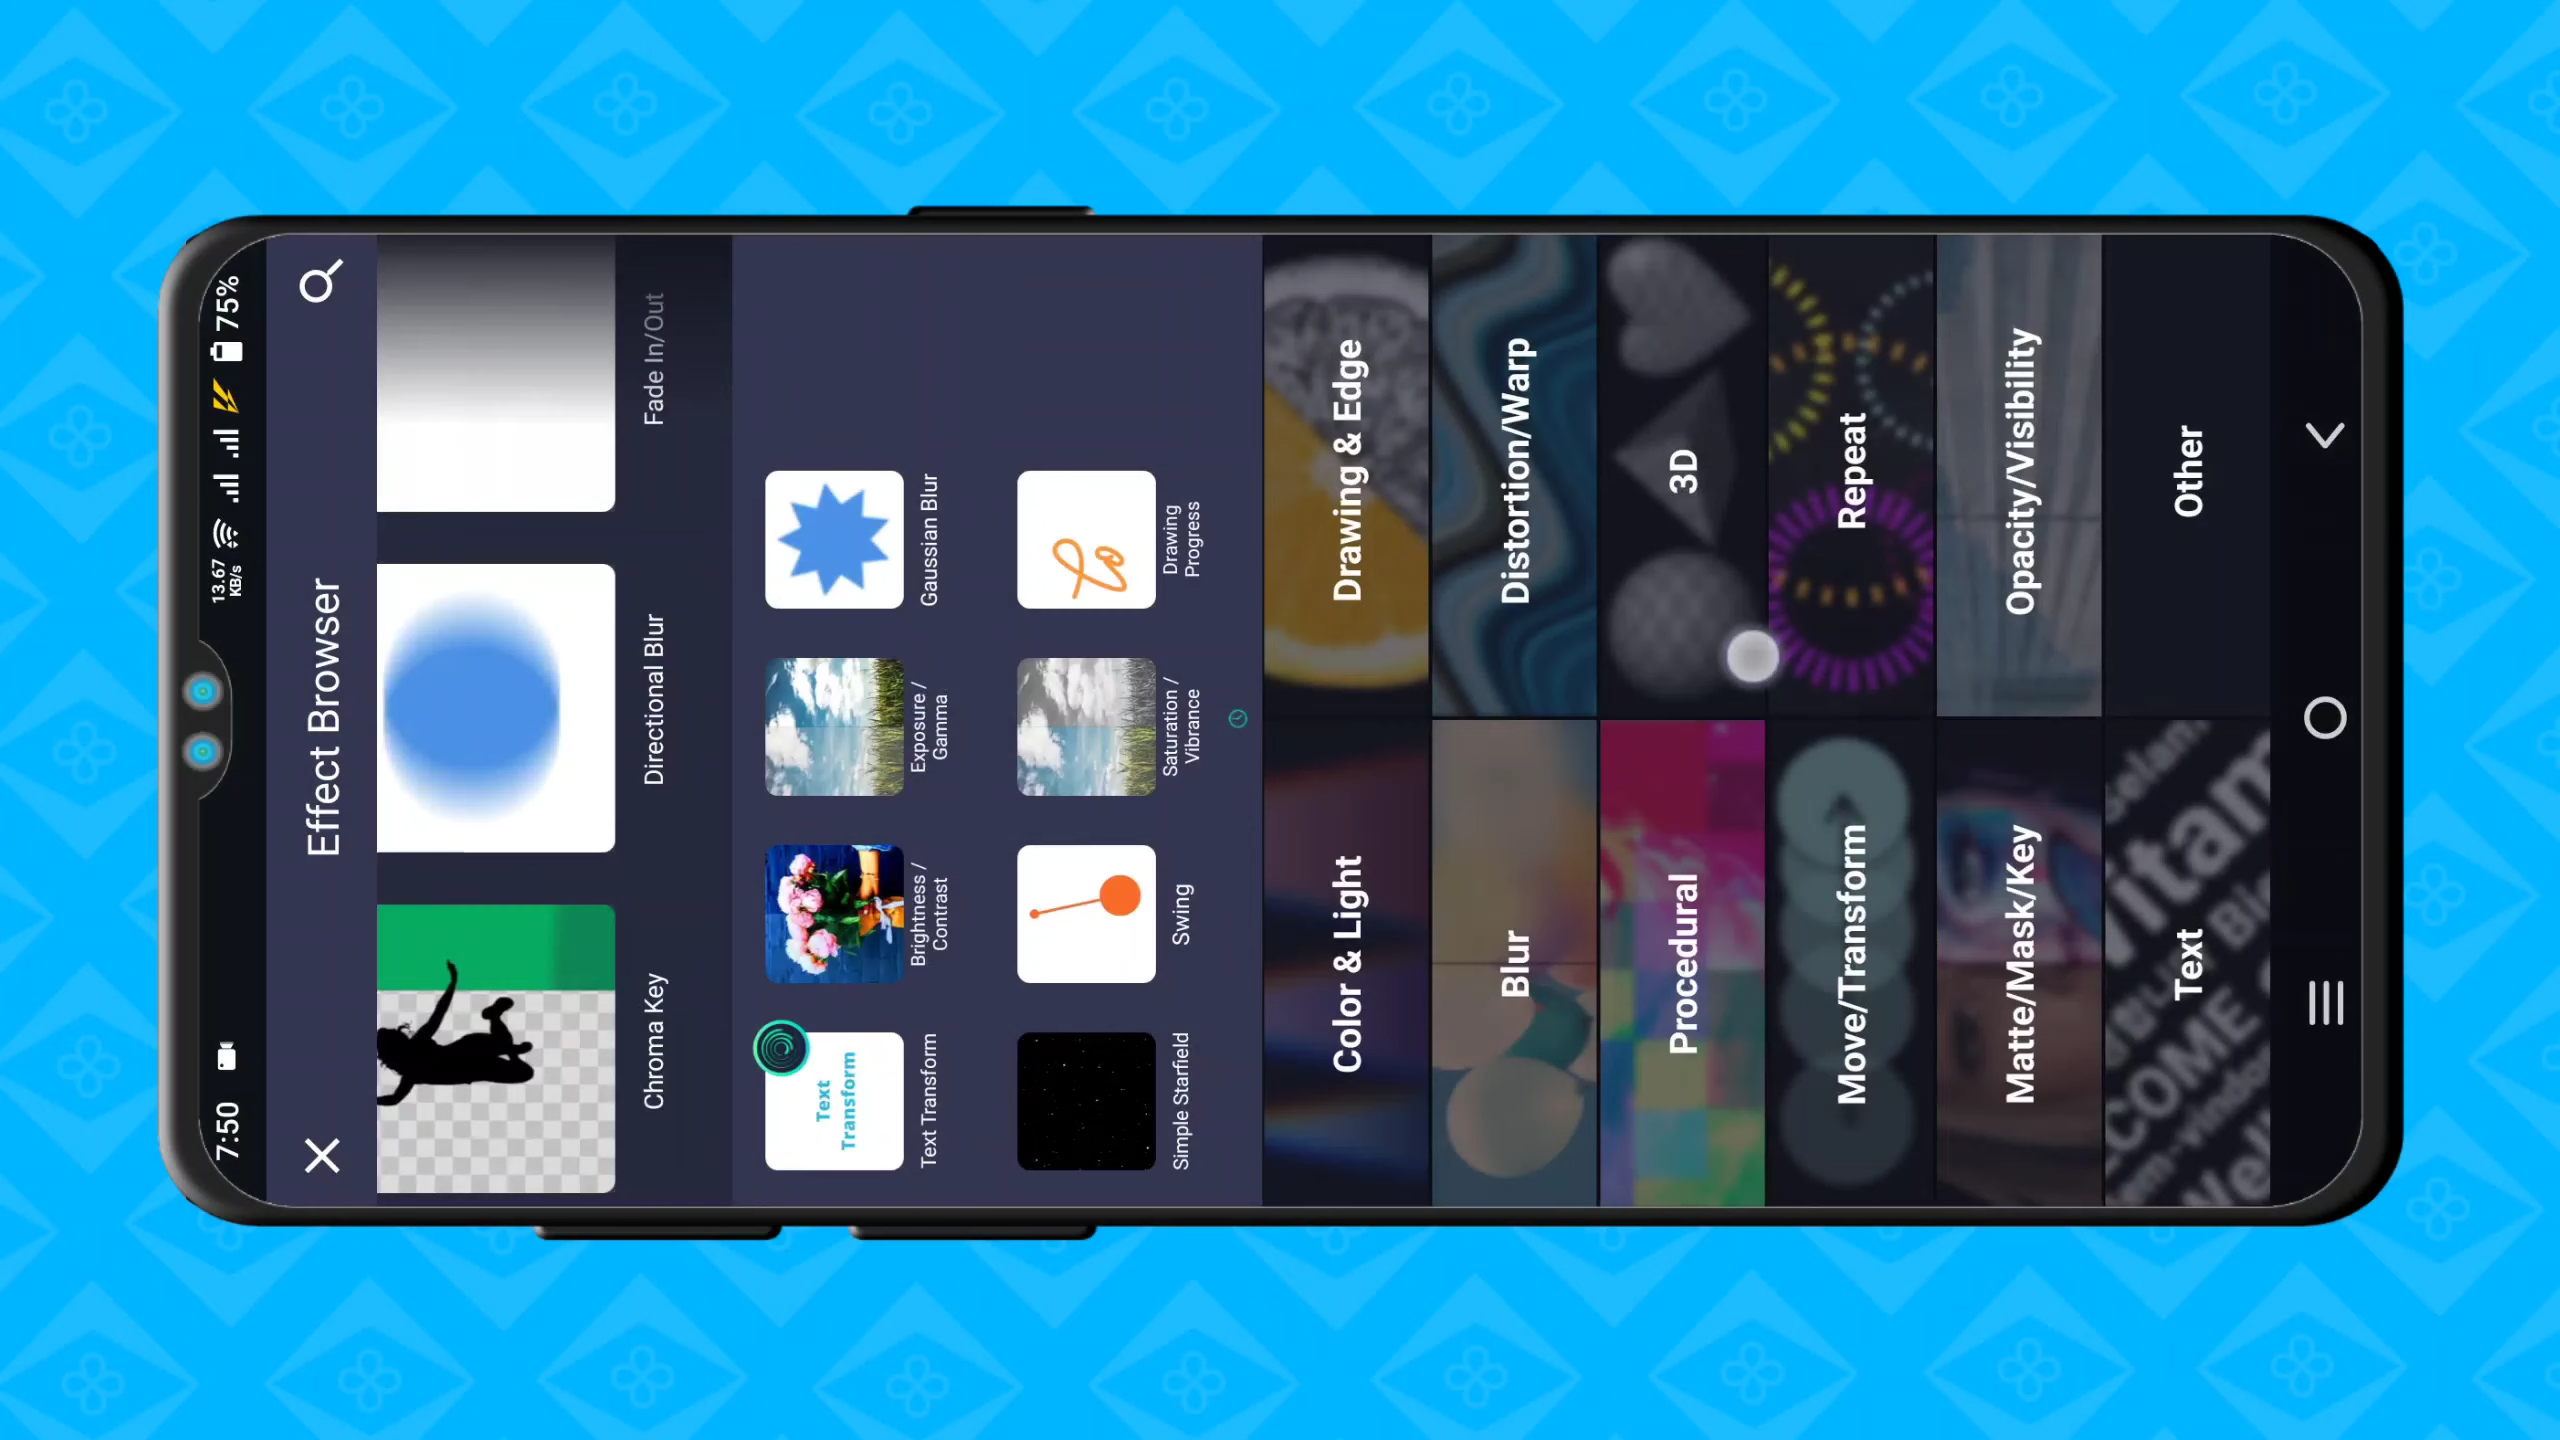 7:50
13.67
KB/s
75%
Effect Browser
Chroma Key
Directional Blur
Fade In/Out
Text
Transform
Text Transform
Brightness /
Contrast
Exposure /
Gamma
Gaussian Blur
Simple Starfield
Swing
Saturation /
Vibrance
Drawing
Progress
Color & Light
Drawing & Edge
Blur
Distortion/Warp
Procedural
3D
Move/Transform
Repeat
Matte/Mask/Key
Opacity/Visibility
Text
Other
Vitam
COME